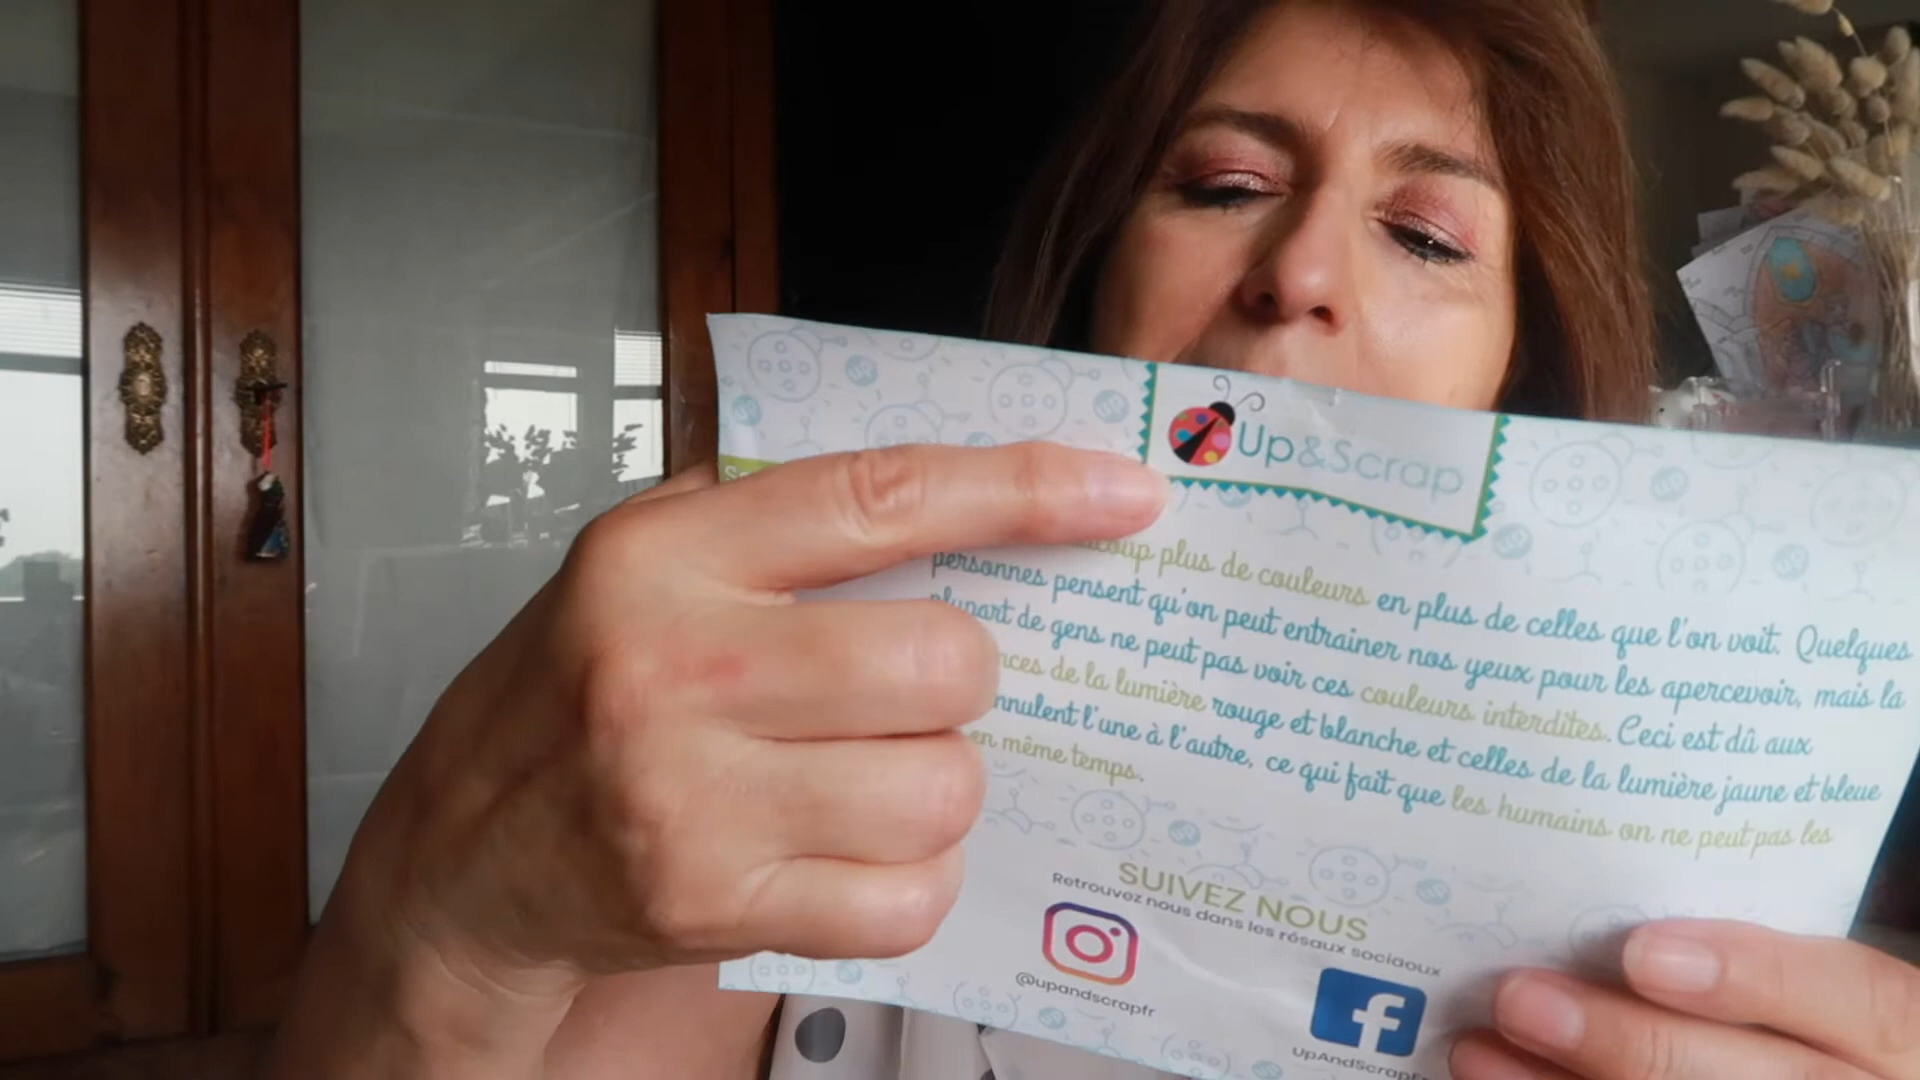 Up&Scrap
plus de couleurs en plus de celles que l'on voit. Quelques
personnes pensent qu'on peut entrainer nos yeux pour les apercevoir, mais la
plupart de gens ne peut pas voir ces couleurs interdites. Ceci est dû aux
de la lumière rouge et blanche et celles de la lumière jaune et bleue
l'une à l'autre, ce qui fait que les humains on ne peut pas les
en même temps.
SUIVEZ NOUS
Retrouvez nous dans les résaux socidoux
@upandscrapfr
UpAndScrapF